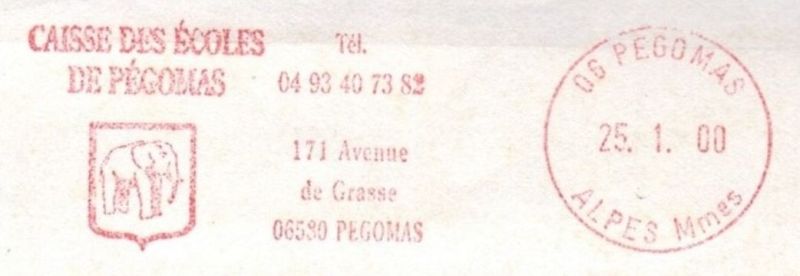 CAISSE DES ÉCOLES
DE PÉGOMAS
Tél.
04 93 40 73 82
171 Avenue
de Grasse
06580 PEGOMAS
06 PEGOMAS
25. 1. 00
ALPES Mmes